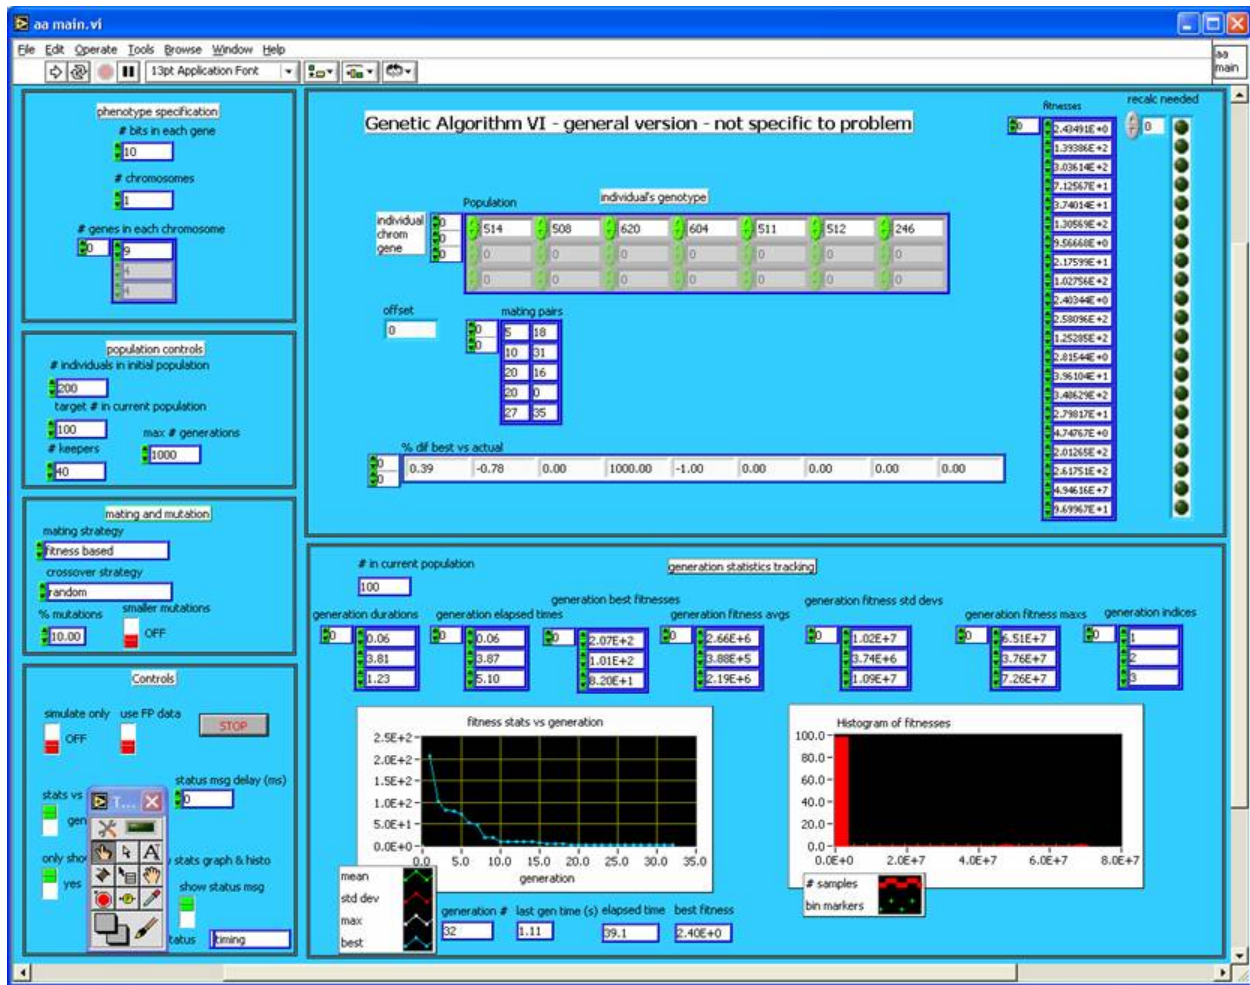 aa main.vi
File Edit Operate Tools Browse Window Help
13pt Application Font
aa
main
phenotype specification
# bits in each gene
10
# chromosomes
1
# genes in each chromosome
0 9
4
4
population controls
# individuals in initial population
200
target # in current population
100
max # generations
1000
# keepers
40
mating and mutation
mating strategy
fitness based
crossover strategy
random
% mutations
10.00
smaller mutations
OFF
Controls
simulate only
OFF
use FP data
STOP
status msg delay (ms)
0
stats vs
gen
T...
only sho
yes
stats graph & histo
show status msg
tatus
timing
Genetic Algorithm VI - general version - not specific to problem
Population
individual's genotype
individual
chrom
gene
0
0
0
514 508 620 604 511 512 246
0 0 0 0 0 0 0
0 0 0 0 0 0 0
offset
0
mating pairs
0
0
5 18
10 31
20 16
20 0
27 35
% dif best vs actual
0
0
0.39 -0.78 0.00 1000.00 -1.00 0.00 0.00 0.00 0.00
fitnesses
0
2.43491E+0
1.39386E+2
3.03614E+2
7.12567E+1
3.74014E+1
1.30569E+2
9.56668E+0
2.17599E+1
1.02756E+2
2.40344E+0
2.58096E+2
1.25285E+2
2.81544E+0
3.96104E+1
3.48629E+2
2.79817E+1
4.74767E+0
2.01265E+2
2.61751E+2
4.94616E+7
9.69967E+1
recalc needed
0
# in current population
100
generation statistics tracking
generation durations
0
0.06
3.81
1.23
generation elapsed times
0
0.06
3.87
5.10
generation best fitnesses
0
2.07E+2
1.01E+2
8.20E+1
generation fitness avgs
0
2.66E+6
3.88E+5
2.19E+6
generation fitness std devs
0
1.02E+7
3.74E+6
1.09E+7
generation fitness maxs
0
6.51E+7
3.76E+7
7.26E+7
generation indices
0
1
2
3
fitness stats vs generation
2.5E+2
2.0E+2
1.5E+2
1.0E+2
5.0E+1
0.0E+0
0.0 5.0 10.0 15.0 20.0 25.0 30.0 35.0
generation
mean
std dev
max
best
generation #
32
last gen time (s)
1.11
elapsed time
39.1
best fitness
2.40E+0
Histogram of fitnesses
100.0
80.0
60.0
40.0
20.0
0.0
0.0E+0 2.0E+7 4.0E+7 6.0E+7 8.0E+7
# samples
bin markers